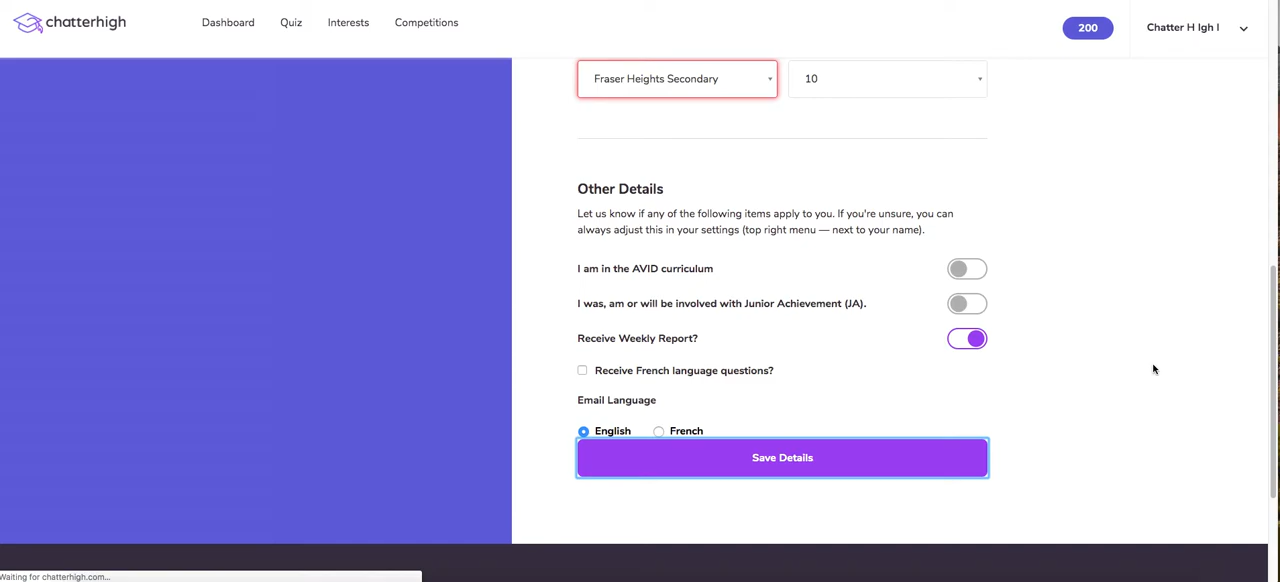 chatterhigh
Dashboard Quiz Interests Competitions
200
Chatter H Igh I
Fraser Heights Secondary
10
Other Details
Let us know if any of the following items apply to you. If you're unsure, you can
always adjust this in your settings (top right menu — next to your name).
I am in the AVID curriculum
I was, am or will be involved with Junior Achievement (JA).
Receive Weekly Report?
Receive French language questions?
Email Language
English French
Save Details
Waiting for chatterhigh.com...